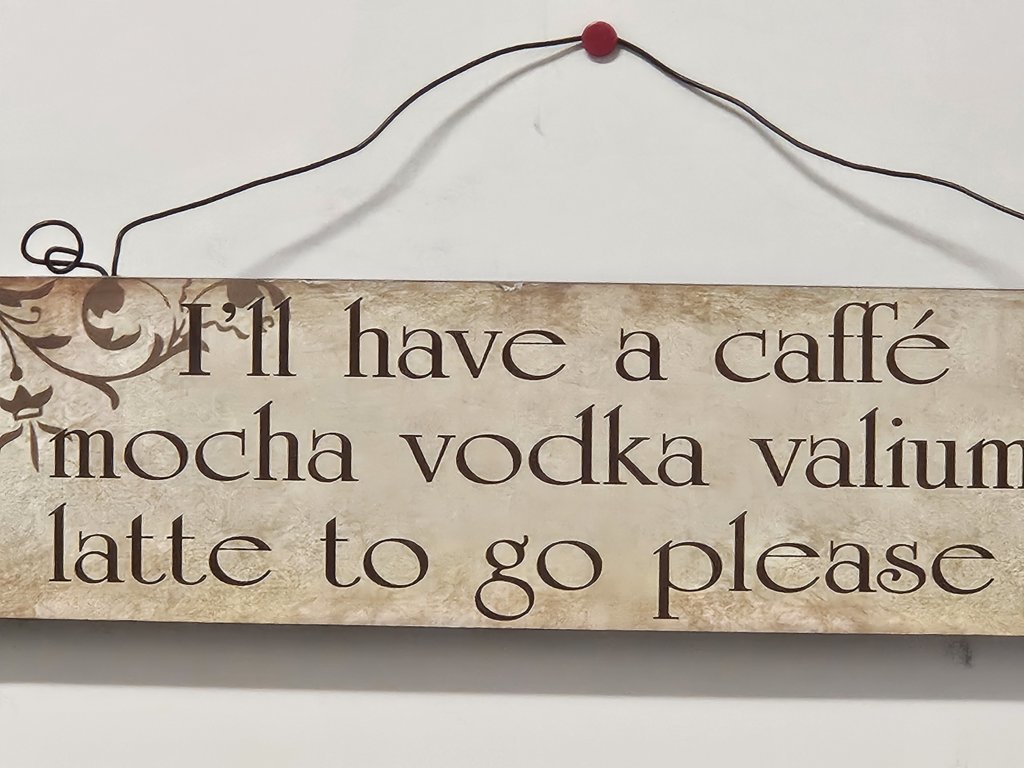 I'll have a caffé
mocha vodka valium
latte to go please